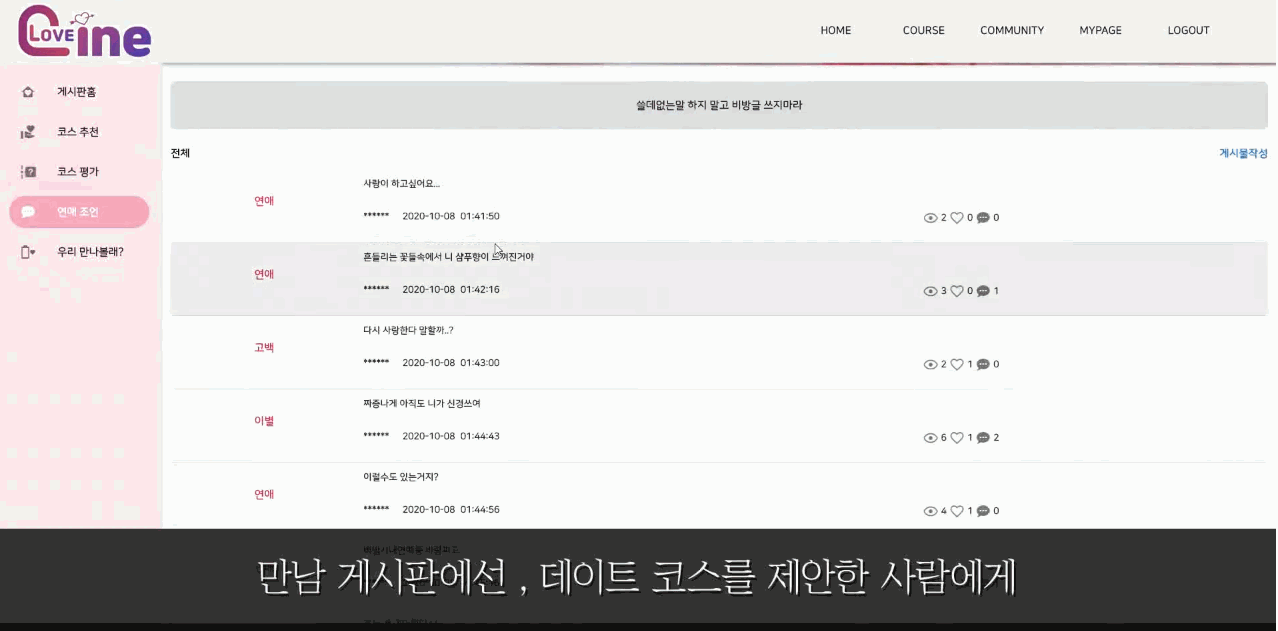 LOVE Line
HOME COURSE COMMUNITY MYPAGE LOGOUT
게시판홈
코스 추천
코스 평가
연애 조언
우리 만나볼래?
쓸데없는말 하지 말고 비방글 쓰지마라
전체 게시물작성
사랑이 하고싶어요...
연애
****** 2020-10-08 01:41:50 2 0 0
흔들리는 꽃들속에서 니 샴푸향이 느껴진거야
연애
****** 2020-10-08 01:42:16 3 0 1
다시 사랑한다 말할까..?
고백
****** 2020-10-08 01:43:00 2 1 0
짜증나게 아직도 니가 신경쓰여
이별
****** 2020-10-08 01:44:43 6 1 2
이럴수도 있는거지?
연애
****** 2020-10-08 01:44:56 4 1 0
만남 게시판에선 , 데이트 코스를 제안한 사람에게